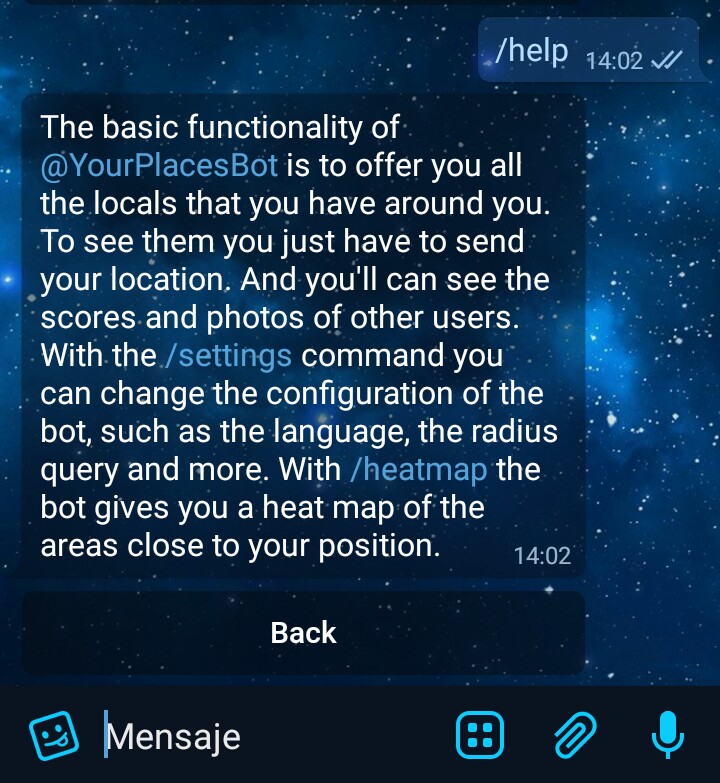 /help 14:02
The basic functionality of
@YourPlacesBot is to offer you all
the locals that you have around you.
To see them you just have to send
your location. And you'll can see the
scores and photos of other users.
With the /settings command you
can change the configuration of the
bot, such as the language, the radius
query and more. With /heatmap the
bot gives you a heat map of the
areas close to your position. 14:02
Back
Mensaje